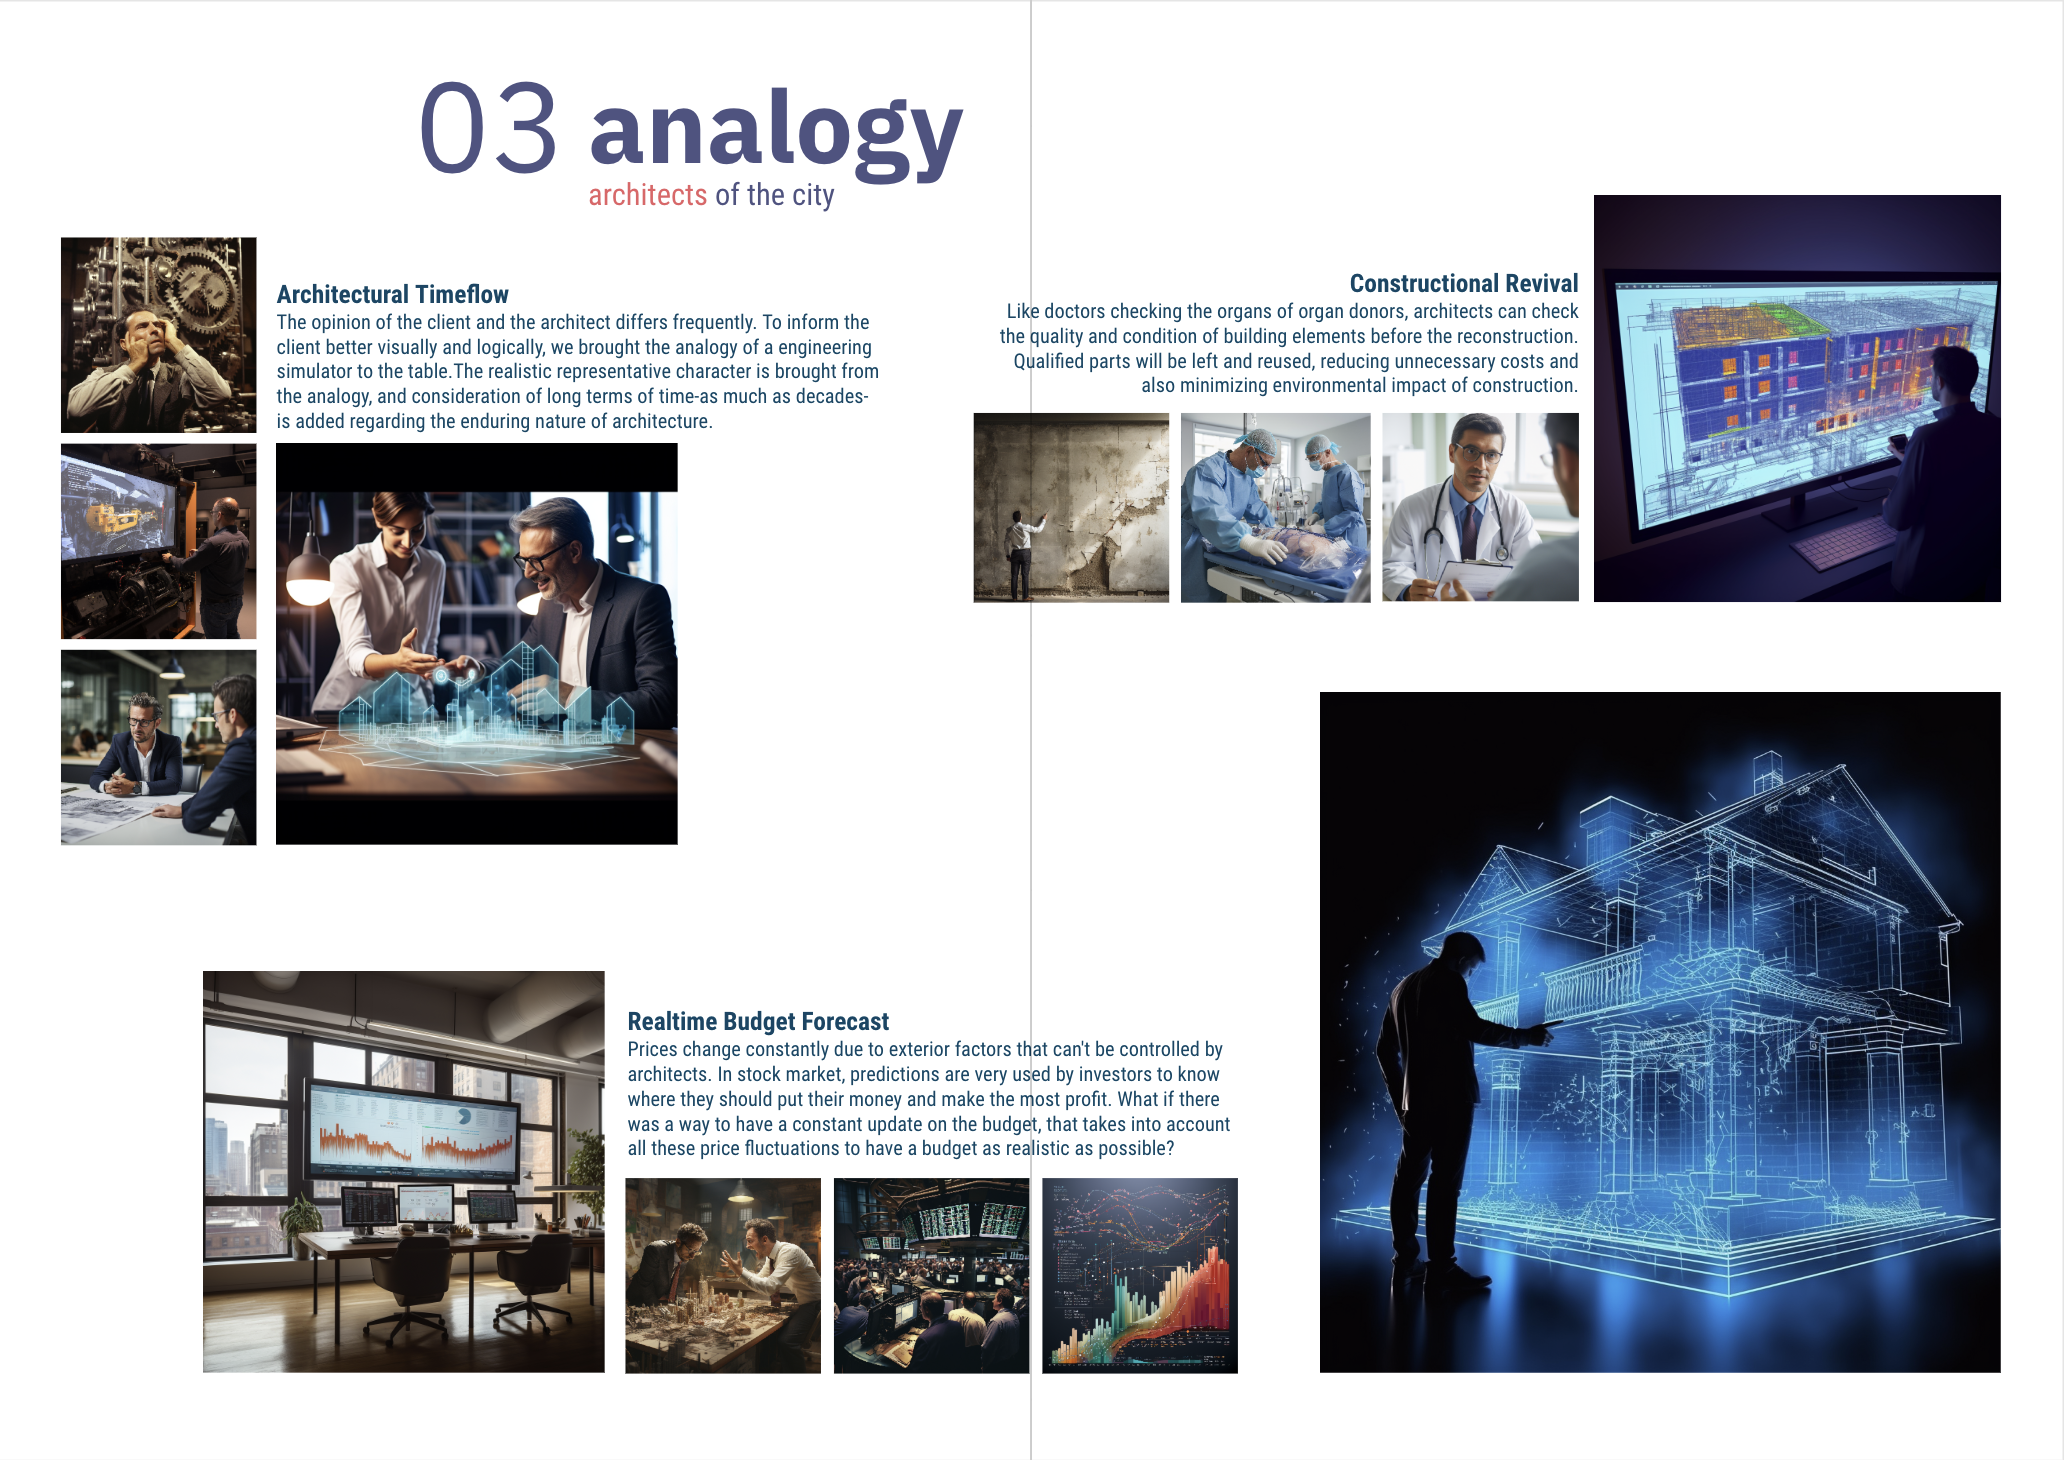 03 analogy
architects of the city
Architectural Timeflow
The opinion of the client and the architect differs frequently. To inform the
client better visually and logically, we brought the analogy of a engineering
simulator to the table.The realistic representative character is brought from
the analogy, and consideration of long terms of time-as much as decades-
is added regarding the enduring nature of architecture.
Constructional Revival
Like doctors checking the organs of organ donors, architects can check
the quality and condition of building elements before the reconstruction.
Qualified parts will be left and reused, reducing unnecessary costs and
also minimizing environmental impact of construction.
Realtime Budget Forecast
Prices change constantly due to exterior factors that can't be controlled by
architects. In stock market, predictions are very used by investors to know
where they should put their money and make the most profit. What if there
was a way to have a constant update on the budget, that takes into account
all these price fluctuations to have a budget as realistic as possible?